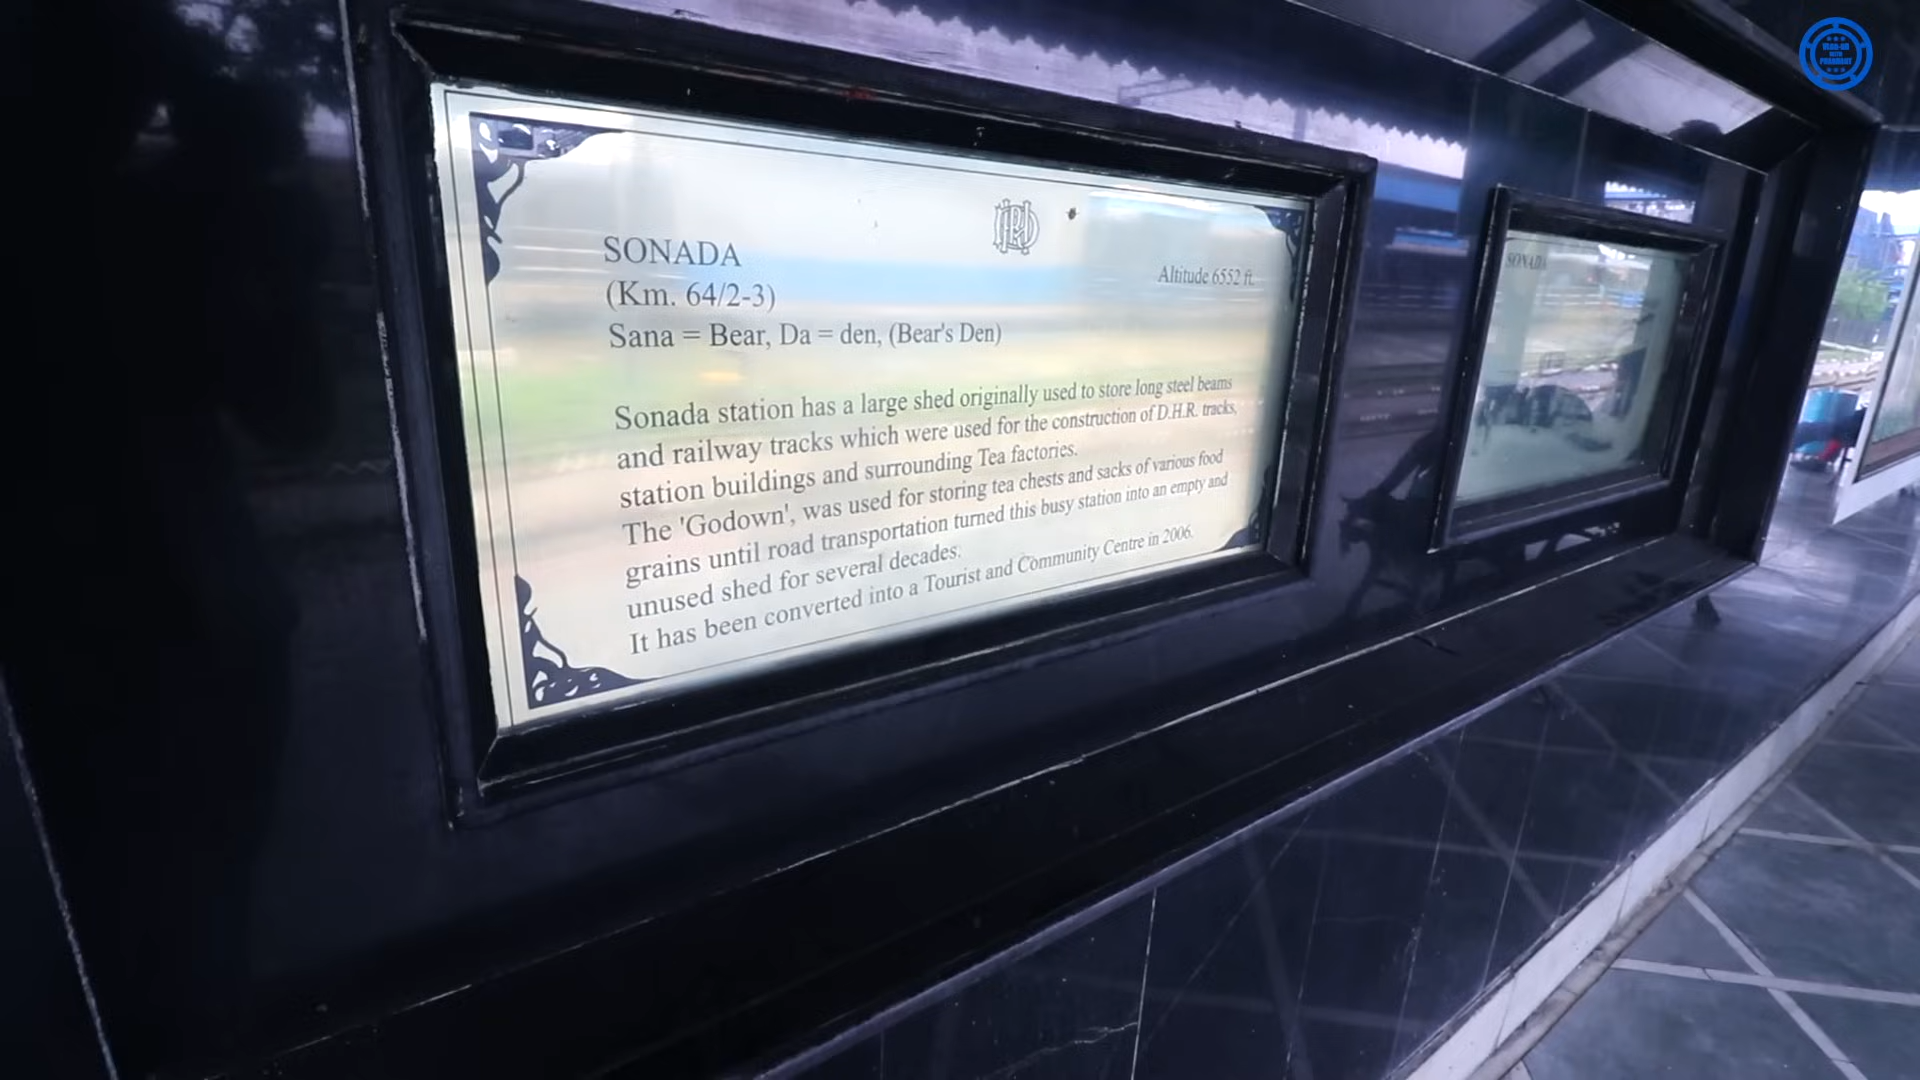 SONADA
(Km. 64/2-3)
Sana = Bear, Da = den, (Bear's Den)
Altitude 6552 ft.
Sonada station has a large shed originally used to store long steel beams
and railway tracks which were used for the construction of D.H.R. tracks,
station buildings and surrounding Tea factories.
The 'Godown', was used for storing tea chests and sacks of various food
grains until road transportation turned this busy station into an empty and
unused shed for several decades.
It has been converted into a Tourist and Community Centre in 2006.
SONADA